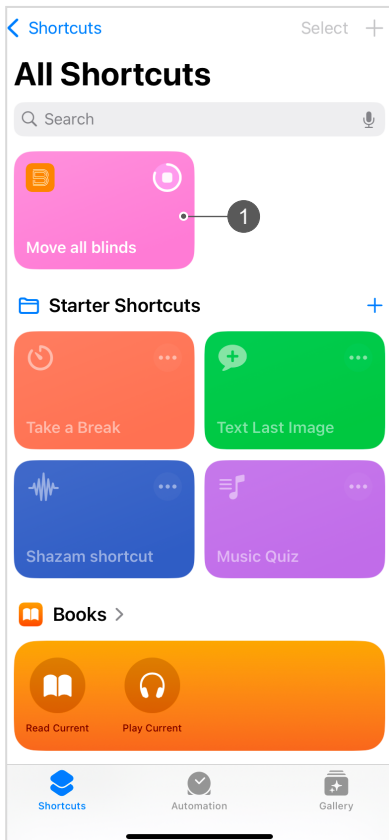 Shortcuts
Select
All Shortcuts
Search
1
Move all blinds
Starter Shortcuts
Take a Break
Text Last Image
Shazam shortcut
Music Quiz
Books
Read Current
Play Current
Shortcuts
Automation
Gallery